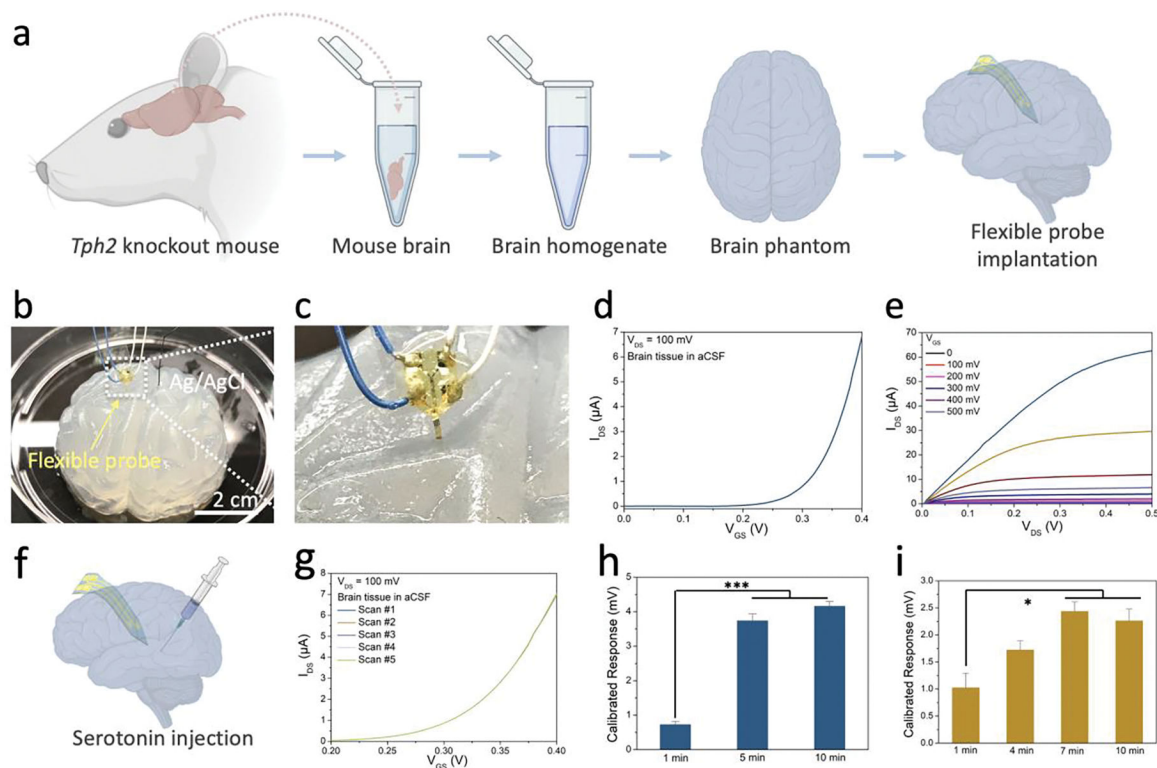 a
Tph2 knockout mouse
Mouse brain
Brain homogenate
Brain phantom
Flexible probe
implantation
b
Ag/AgCl
Flexible probe
2 cm
c
d
V_DS = 100 mV
Brain tissue in aCSF
I_DS (µA)
7
6
5
4
3
2
1
0
0.0 0.1 0.2 0.3 0.4
V_GS (V)
e
V_GS
0
100 mV
200 mV
300 mV
400 mV
500 mV
I_DS (µA)
70
60
50
40
30
20
10
0
0.0 0.1 0.2 0.3 0.4 0.5
V_DS (V)
f
Serotonin injection
g
V_DS = 100 mV
Brain tissue in aCSF
Scan #1
Scan #2
Scan #3
Scan #4
Scan #5
I_DS (µA)
8
7
6
5
4
3
2
1
0
0.20 0.25 0.30 0.35 0.40
V_GS (V)
h
***
Calibrated Response (mV)
5
4
3
2
1
0
1 min 5 min 10 min
i
*
Calibrated Response (mV)
3.0
2.5
2.0
1.5
1.0
0.5
0.0
1 min 4 min 7 min 10 min